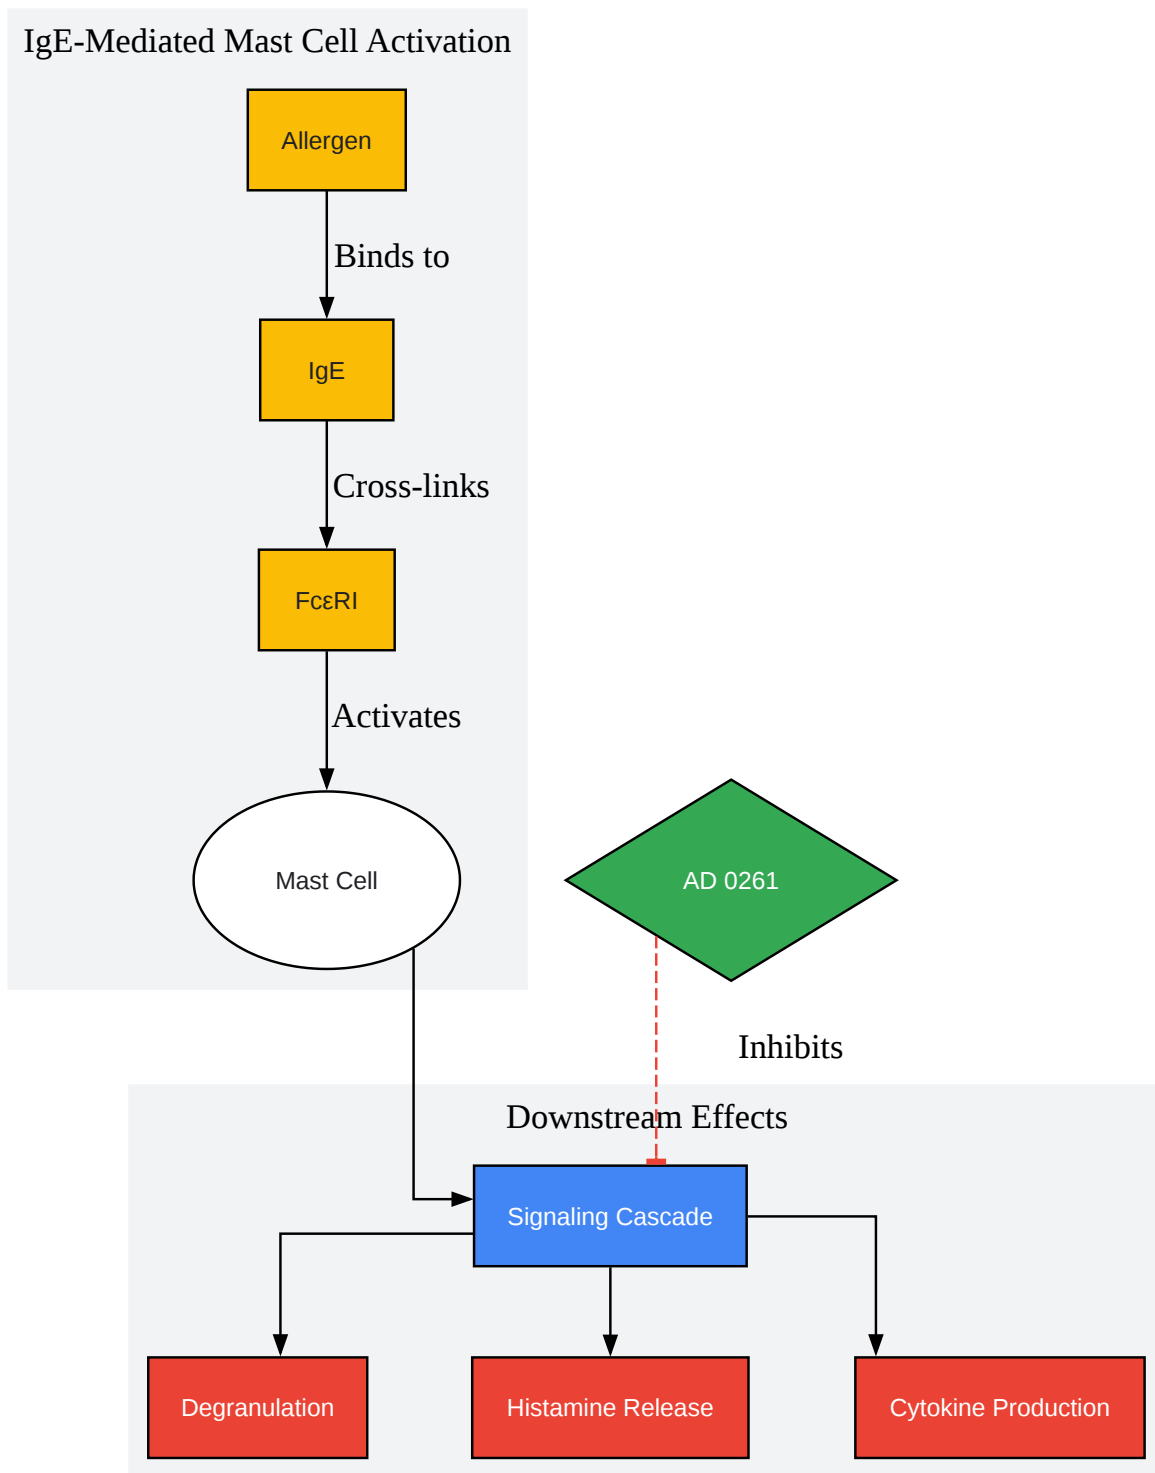 IgE-Mediated Mast Cell Activation
Allergen
Binds to
IgE
Cross-links
FcεRI
Activates
Mast Cell
AD 0261
Inhibits
Downstream Effects
Signaling Cascade
Degranulation
Histamine Release
Cytokine Production